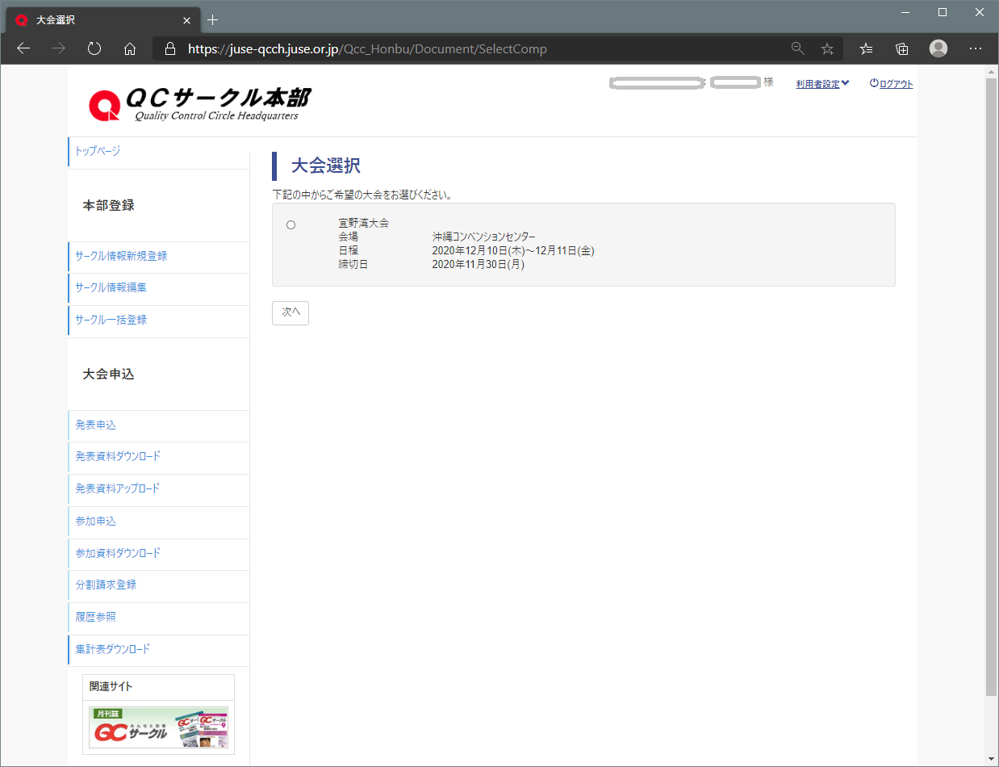 大会選択
https://juse-qcch.juse.or.jp/Qcc_Honbu/Document/SelectComp
QCサークル本部
Quality Control Circle Headquarters
様
利用者設定
ログアウト
トップページ
本部登録
サークル情報新規登録
サークル情報編集
サークル一括登録
大会申込
発表申込
発表資料ダウンロード
発表資料アップロード
参加申込
参加資料ダウンロード
分割請求登録
履歴参照
集計表ダウンロード
関連サイト
月刊誌
みんなと改善
QCサークル
大会選択
下記の中からご希望の大会をお選びください。
宜野湾大会
会場 沖縄コンベンションセンター
日程 2020年12月10日(木)～12月11日(金)
締切日 2020年11月30日(月)
次へ